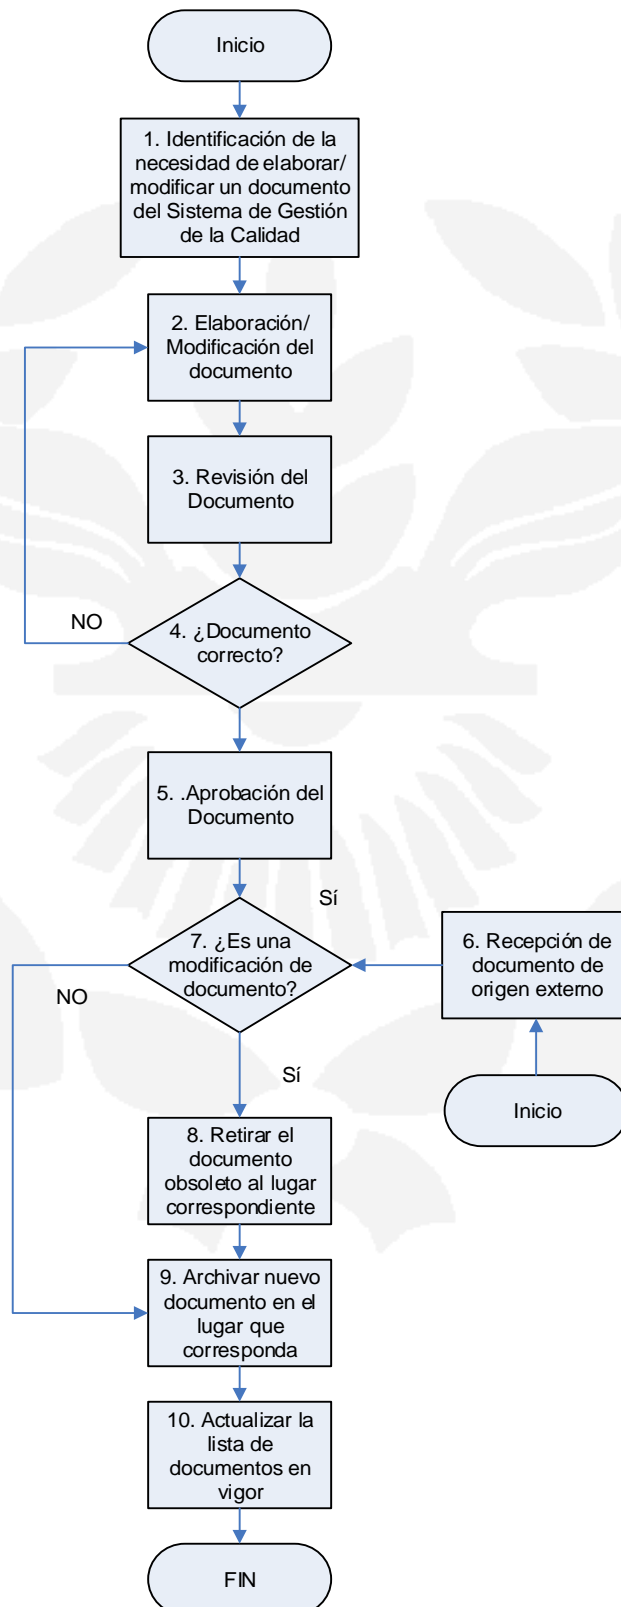 Inicio
1. Identificación de la
necesidad de elaborar/
modificar un documento
del Sistema de Gestión
de la Calidad
2. Elaboración/
Modificación del
documento
3. Revisión del
Documento
NO
4. ¿Documento
correcto?
5. .Aprobación del
Documento
Sí
7. ¿Es una
modificación de
documento?
6. Recepción de
documento de
origen externo
NO
Sí
Inicio
8. Retirar el
documento
obsoleto al lugar
correspondiente
9. Archivar nuevo
documento en el
lugar que
corresponda
10. Actualizar la
lista de
documentos en
vigor
FIN